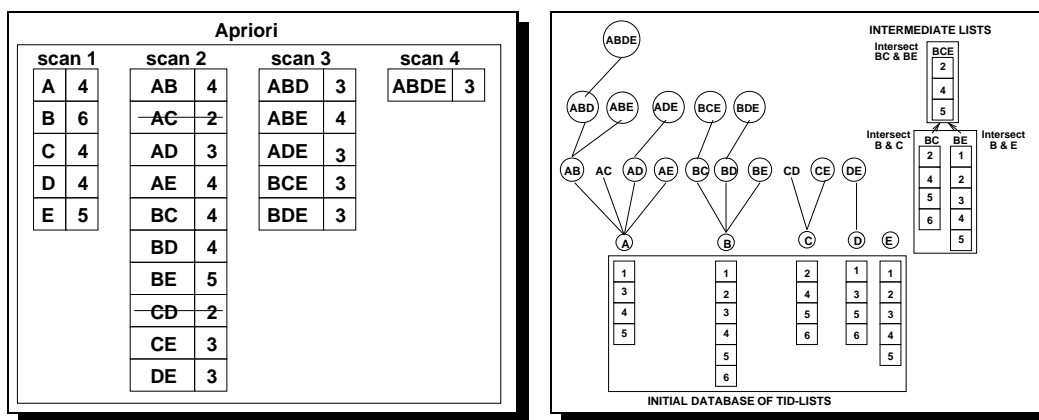 Apriori
scan 1 scan 2 scan 3 scan 4
A 4 AB 4 ABD 3 ABDE 3
B 6 AC 2 ABE 4
C 4 AD 3 ADE 3
D 4 AE 4 BCE 3
E 5 BC 4 BDE 3
BD 4
BE 5
CD 2
CE 3
DE 3
INTERMEDIATE LISTS
Intersect
BC & BE
BCE
2
4
5
Intersect
B & C
BC BE
Intersect
B & E
2 1
4 2
5 3
6 4
5
ABDE
ABD ABE ADE BCE BDE
AB AC AD AE BC BD BE CD CE DE
A B C D E
1 1 2 1 1
3 2 4 3 2
4 3 5 5 3
5 4 6 6 4
5 5
6
INITIAL DATABASE OF TID-LISTS